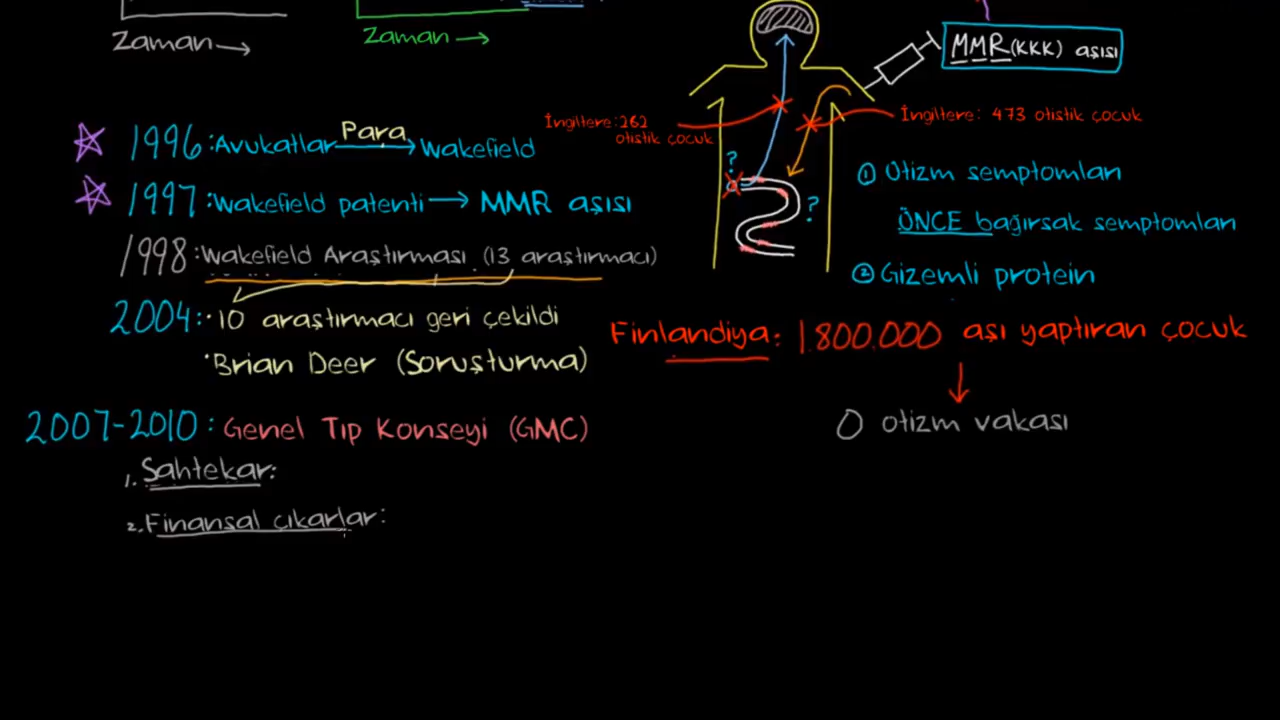 Zaman
Zaman
MMR(KKK) aşısı
1996:Avukatlar Para Wakefield
1997:Wakefield patenti MMR aşısı
1998:Wakefield Araştırması (13 araştırmacı)
2004:•10 araştırmacı geri çekildi
•Brian Deer (Soruşturma)
2007-2010: Genel Tıp Konseyi (GMC)
1.Sahtekar:
2.Finansal çıkarlar:
İngiltere:262
otistik çocuk
İngiltere: 473 otistik çocuk
?
?
① Otizm semptomları
ÖNCE bağırsak semptomları
② Gizemli protein
Finlandiya: 1.800.000 aşı yaptıran çocuk
0 otizm vakası